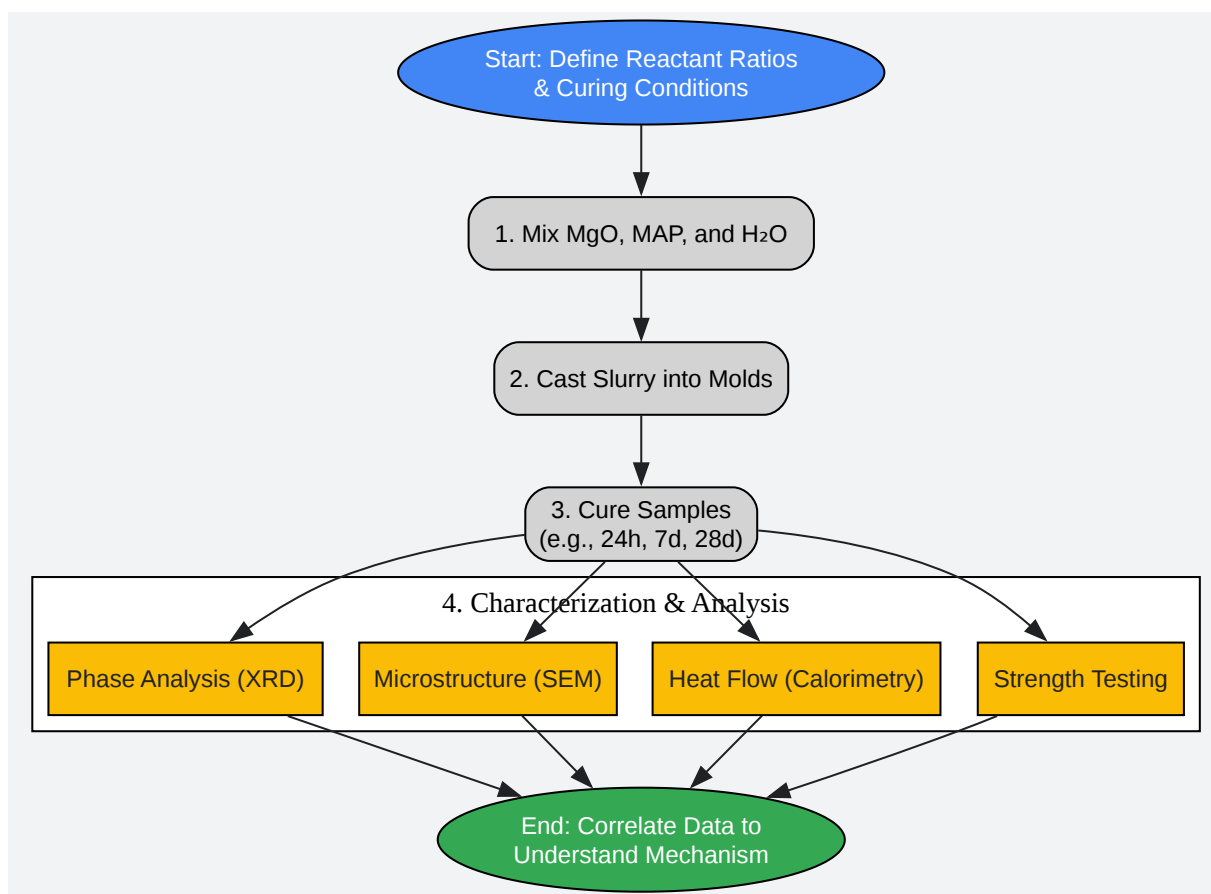 Start: Define Reactant Ratios
& Curing Conditions
1. Mix MgO, MAP, and H₂O
2. Cast Slurry into Molds
3. Cure Samples
(e.g., 24h, 7d, 28d)
4. Characterization & Analysis
Phase Analysis (XRD)
Microstructure (SEM)
Heat Flow (Calorimetry)
Strength Testing
End: Correlate Data to
Understand Mechanism